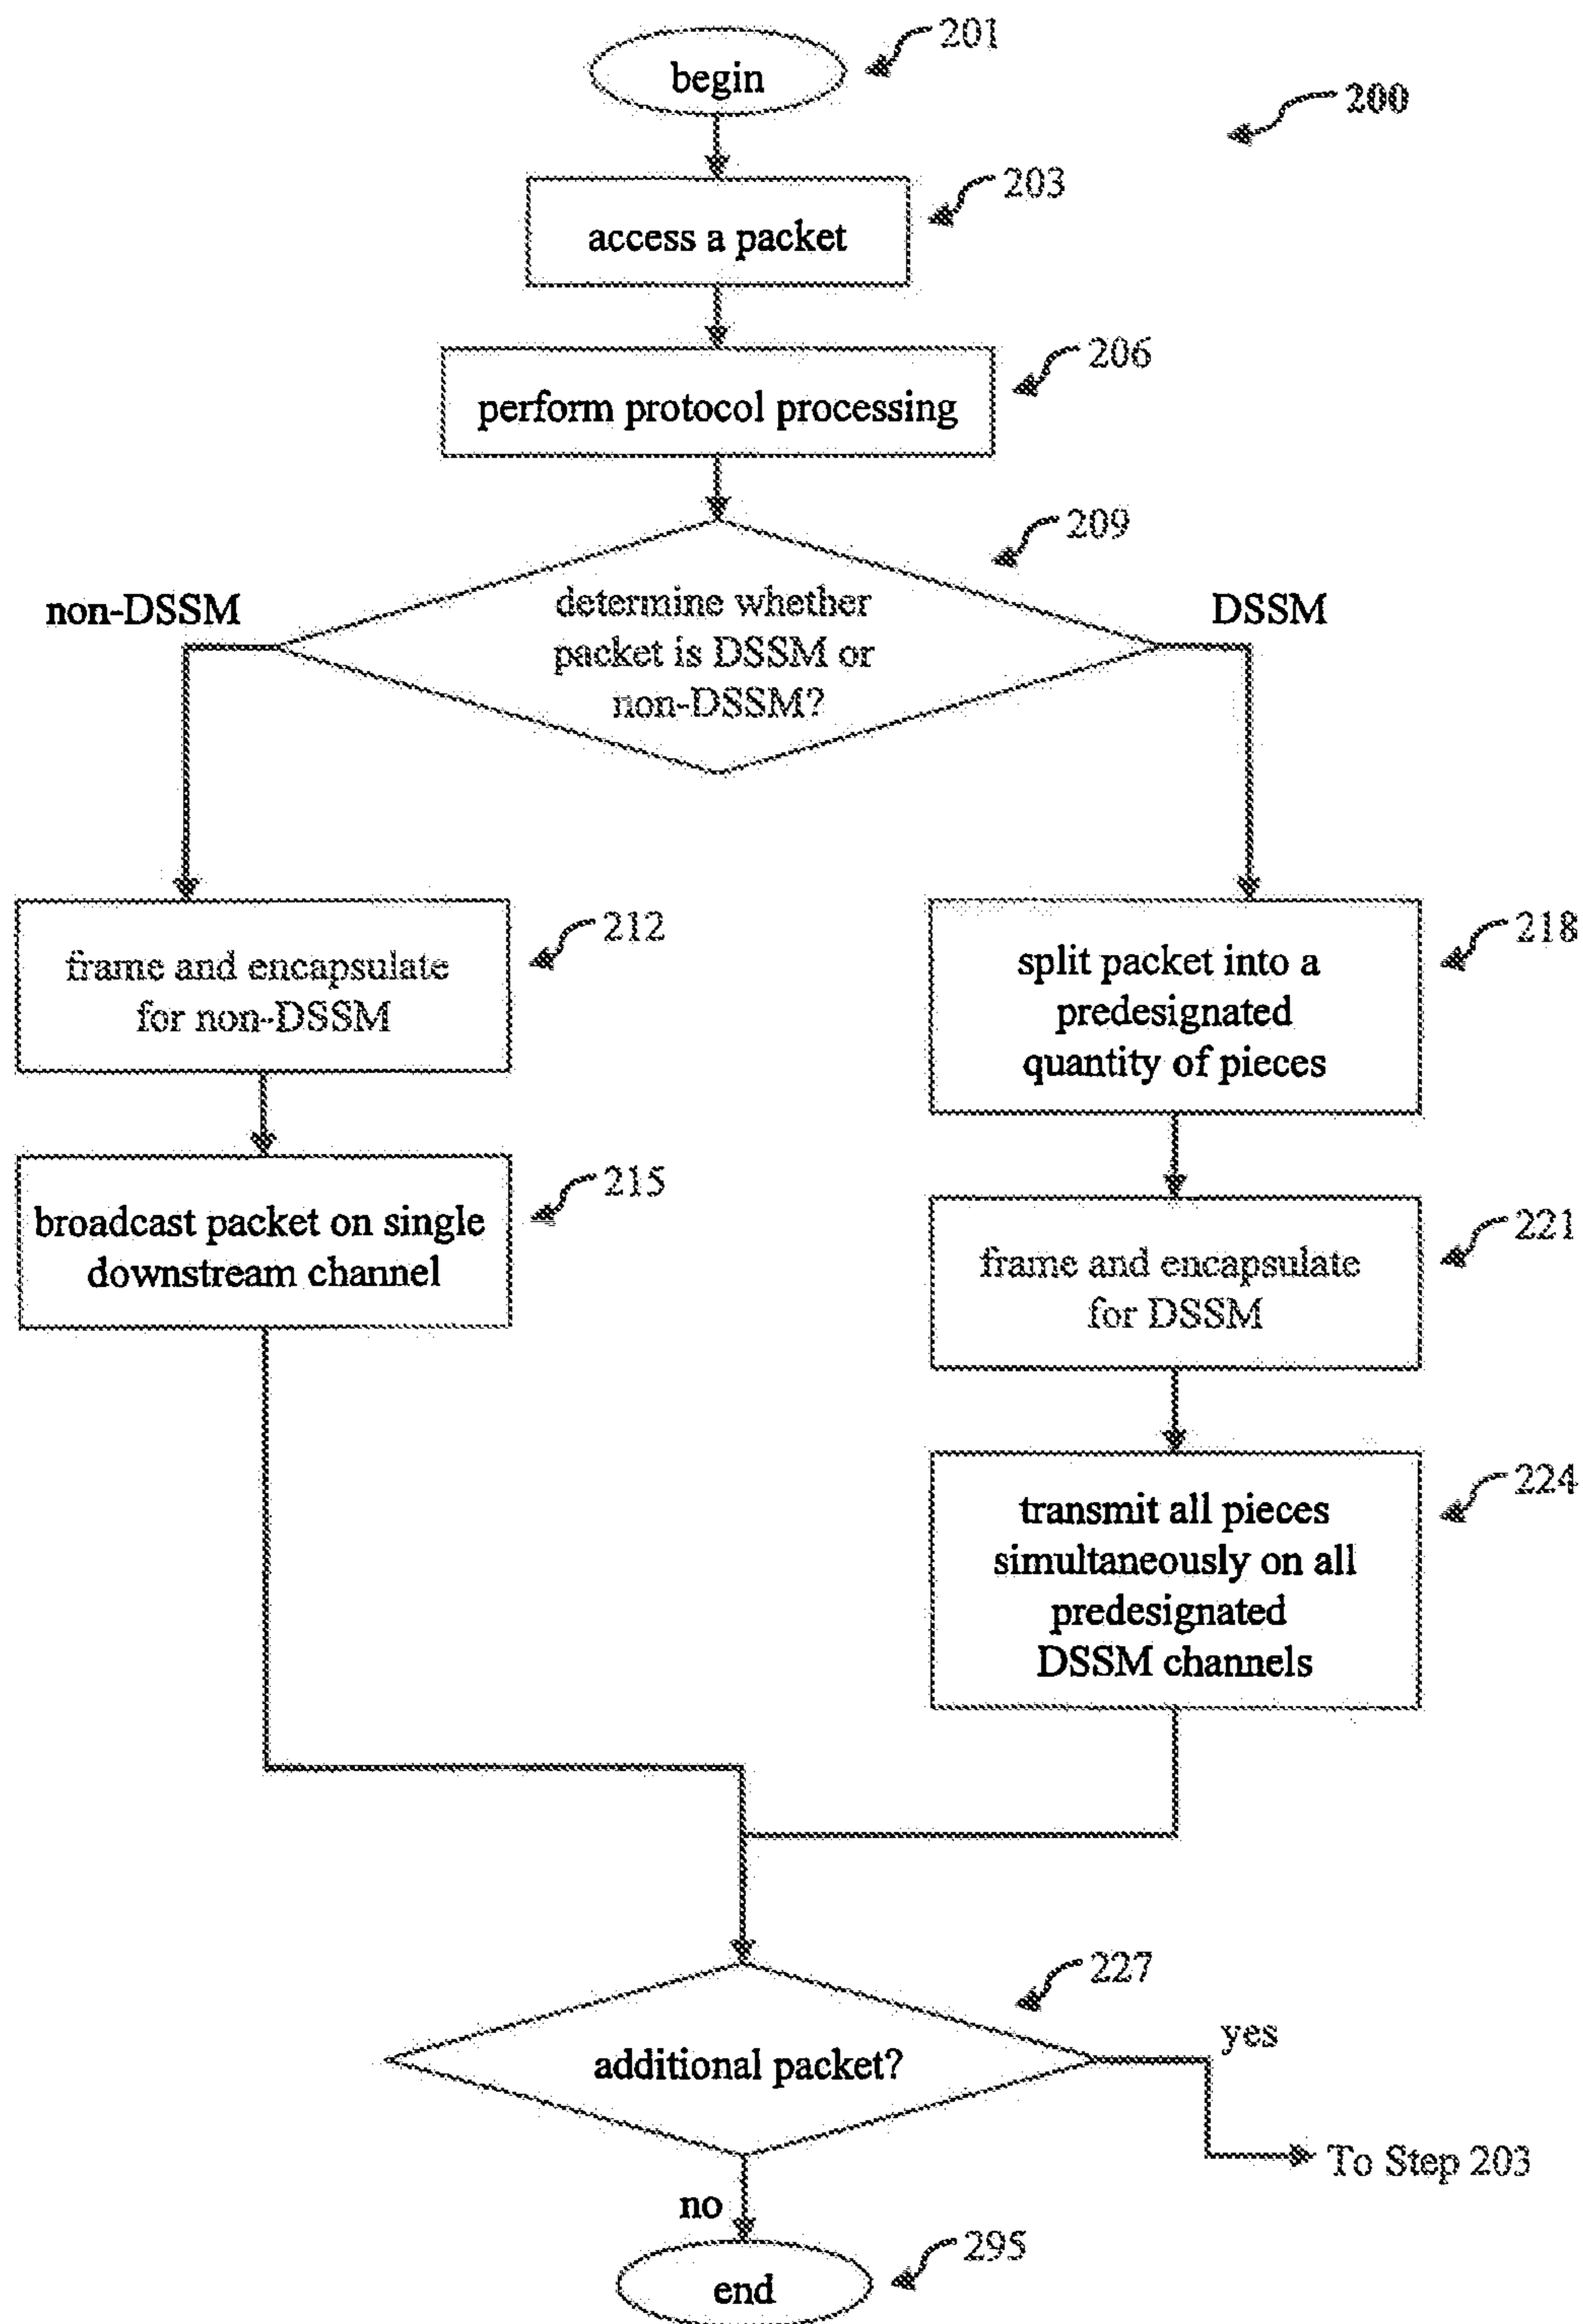 begin
201
200
access a packet
203
perform protocol processing
206
determine whether
packet is DSSM or
non-DSSM?
209
non-DSSM
DSSM
frame and encapsulate
for non-DSSM
212
broadcast packet on single
downstream channel
215
split packet into a
predesignated
quantity of pieces
218
frame and encapsulate
for DSSM
221
transmit all pieces
simultaneously on all
predesignated
DSSM channels
224
additional packet?
227
yes
To Step 203
no
end
295